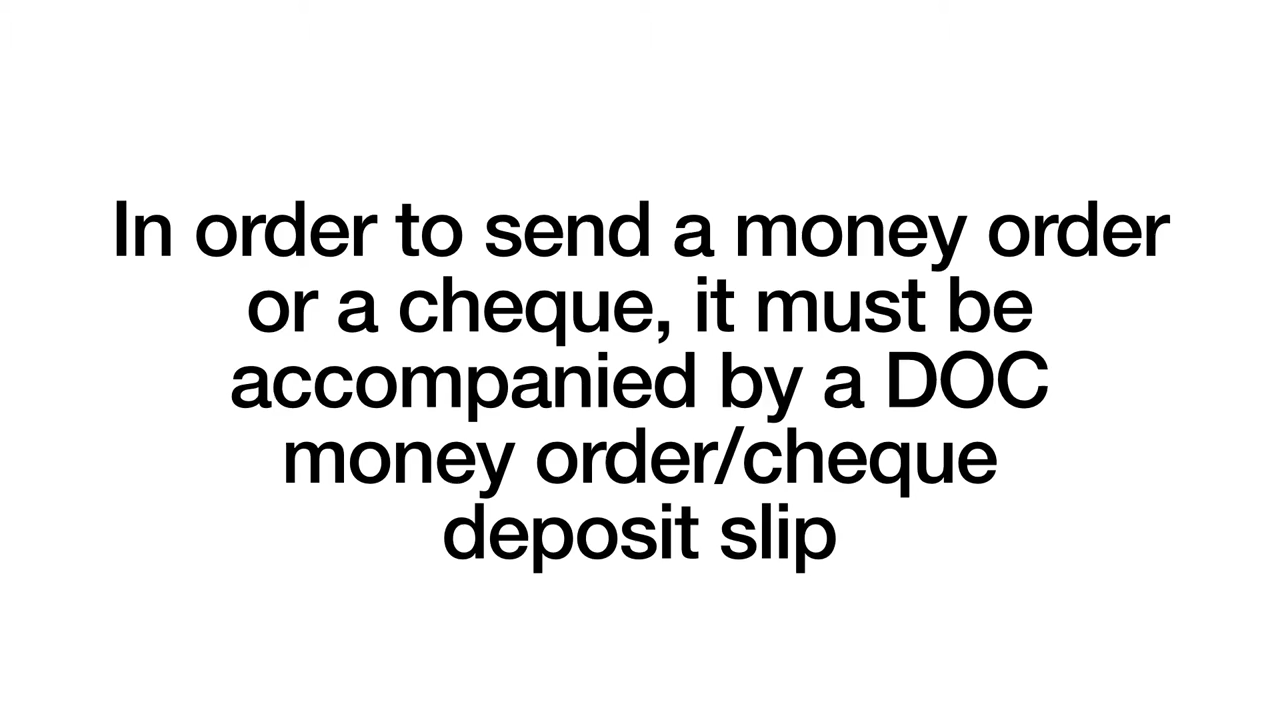 In order to send a money order
or a cheque, it must be
accompanied by a DOC
money order/cheque
deposit slip